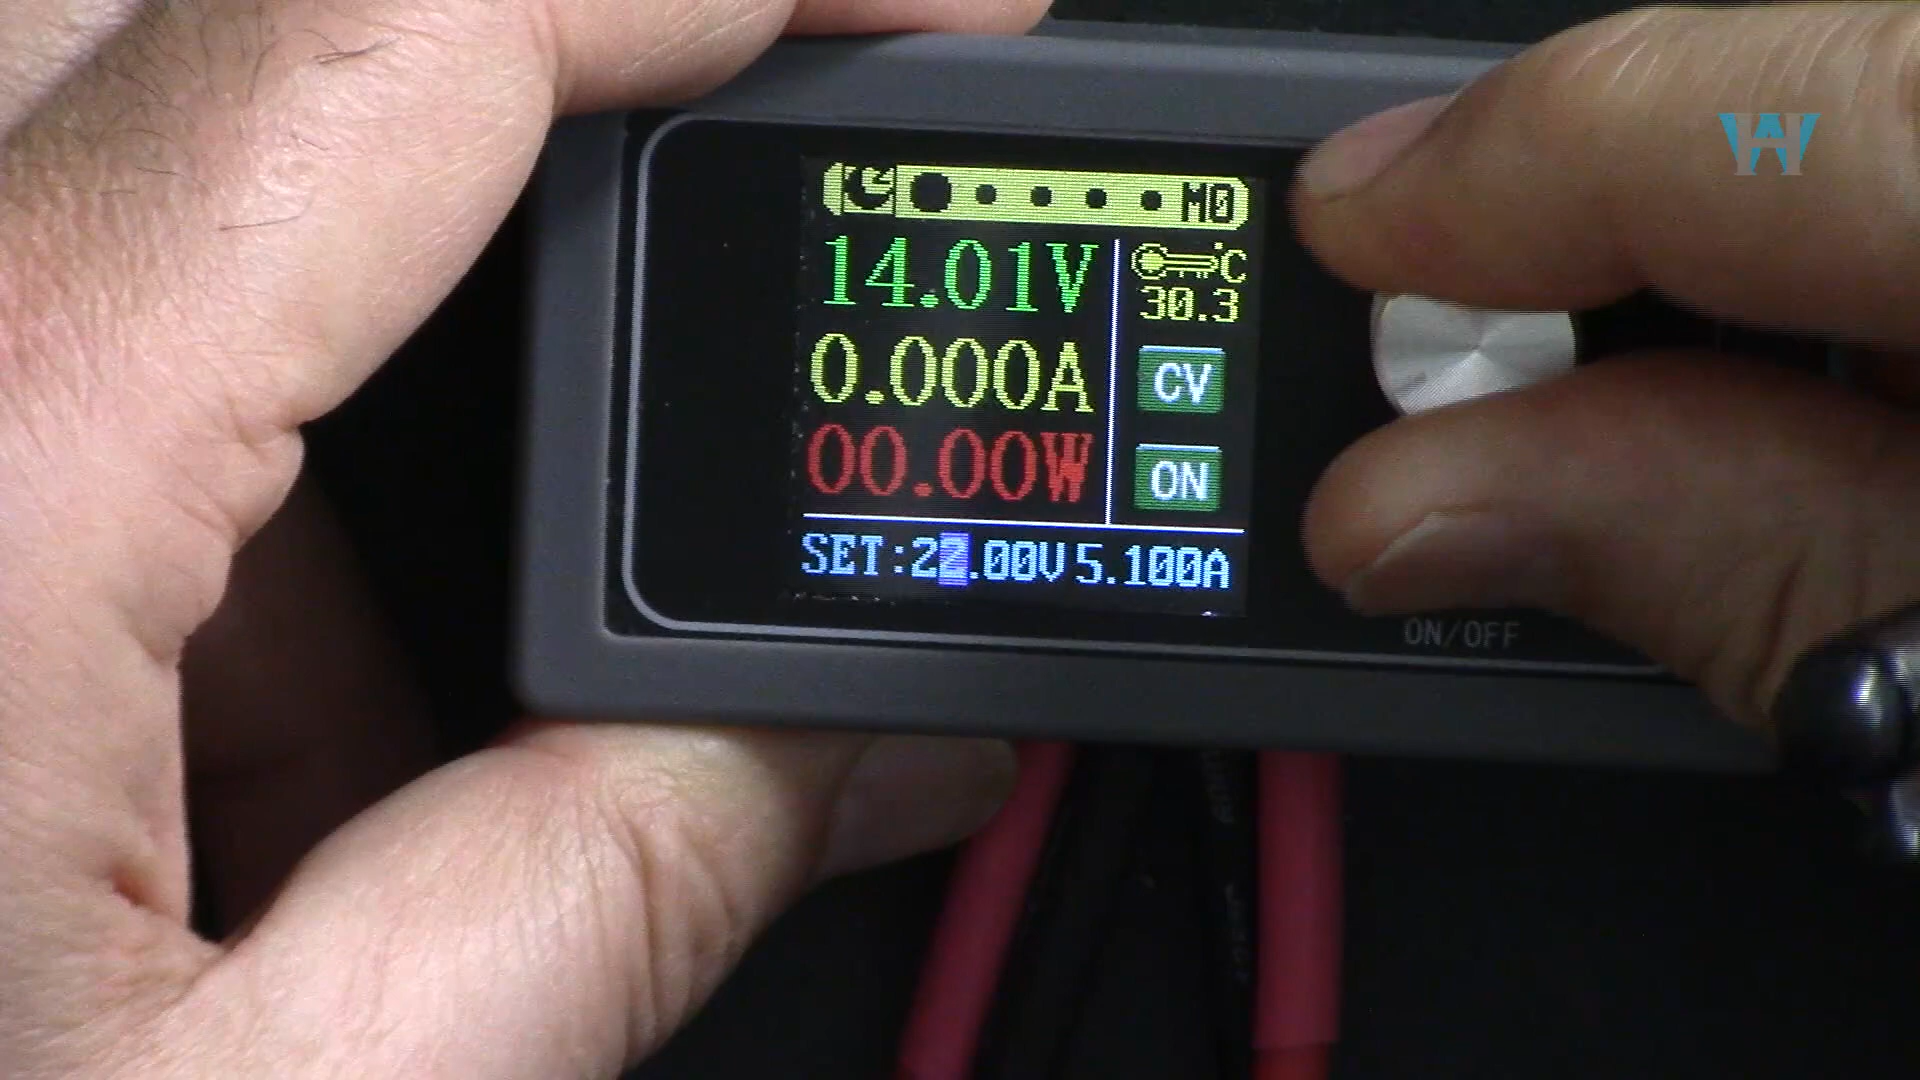 M0
14.01V
°C
30.3
0.000A
CV
00.00W
ON
SET:22.00V 5.100A
ON/OFF